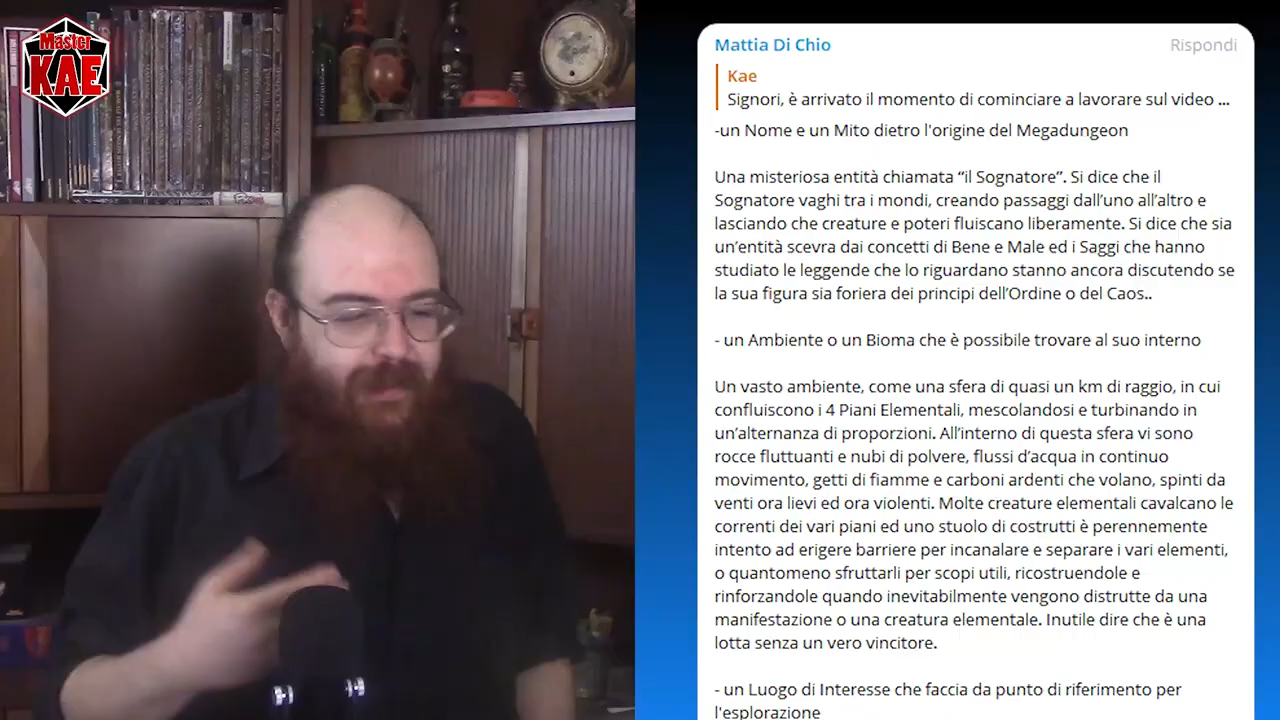 Master
KAE
Mattia Di Chio
Rispondi
Kae
Signori, è arrivato il momento di cominciare a lavorare sul video ...
-un Nome e un Mito dietro l'origine del Megadungeon
Una misteriosa entità chiamata “il Sognatore”. Si dice che il
Sognatore vaghi tra i mondi, creando passaggi dall’uno all’altro e
lasciando che creature e poteri fluiscano liberamente. Si dice che sia
un’entità scevra dai concetti di Bene e Male ed i Saggi che hanno
studiato le leggende che lo riguardano stanno ancora discutendo se
la sua figura sia foriera dei principi dell’Ordine o del Caos..
- un Ambiente o un Bioma che è possibile trovare al suo interno
Un vasto ambiente, come una sfera di quasi un km di raggio, in cui
confluiscono i 4 Piani Elementali, mescolandosi e turbinando in
un’alternanza di proporzioni. All’interno di questa sfera vi sono
rocce fluttuanti e nubi di polvere, flussi d’acqua in continuo
movimento, getti di fiamme e carboni ardenti che volano, spinti da
venti ora lievi ed ora violenti. Molte creature elementali cavalcano le
correnti dei vari piani ed uno stuolo di costrutti è perennemente
intento ad erigere barriere per incanalare e separare i vari elementi,
o quantomeno sfruttarli per scopi utili, ricostruendole e
rinforzandole quando inevitabilmente vengono distrutte da una
manifestazione o una creatura elementale. Inutile dire che è una
lotta senza un vero vincitore.
- un Luogo di Interesse che faccia da punto di riferimento per
l'esplorazione